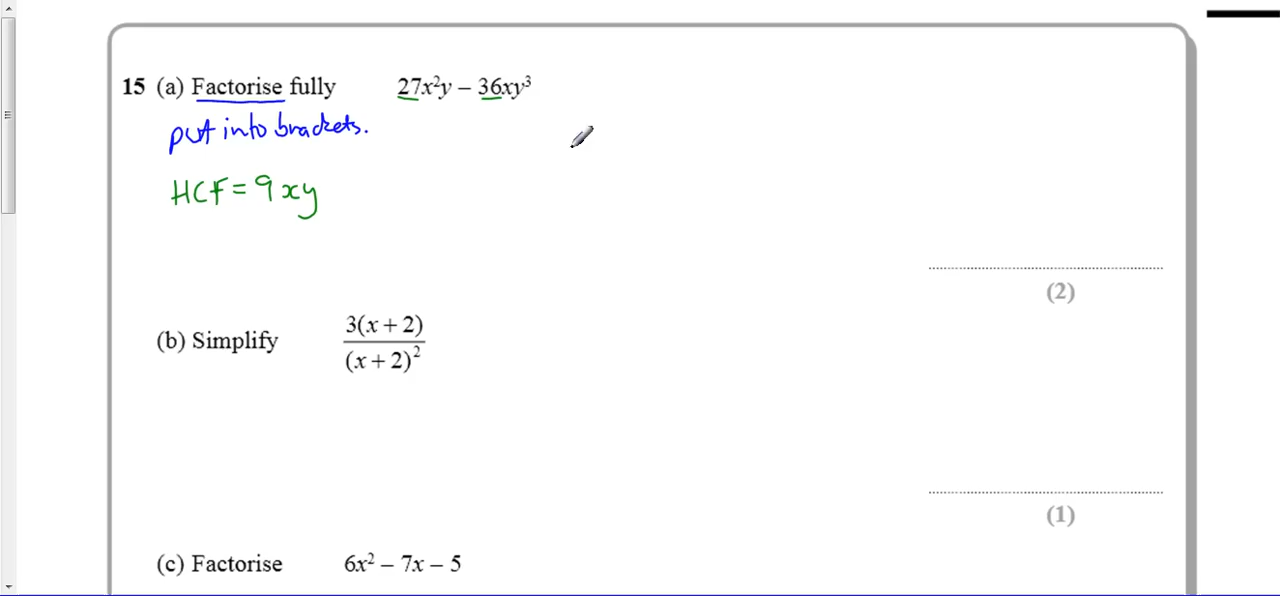 15 (a) Factorise fully 27x²y – 36xy³
put into brackets.
HCF = 9xy
(2)
(b) Simplify 3(x + 2) / (x + 2)²
(1)
(c) Factorise 6x² – 7x – 5